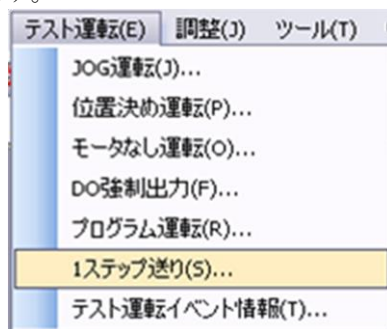 テスト運転(E) 調整(J) ツール(T)
JOG運転(J)...
位置決め運転(P)...
モータなし運転(O)...
DO強制出力(F)...
プログラム運転(R)...
1ステップ送り(S)...
テスト運転イベント情報(T)...